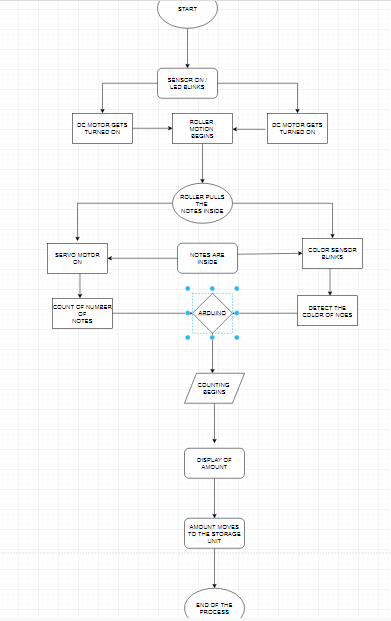 START
SENSOR ON /
LED BLINKS
DC MOTOR GETS
TURNED ON
ROLLER
MOTION
BEGINS
DC MOTOR GETS
TURNED ON
ROLLER PULLS
THE
NOTES INSIDE
SERVO MOTOR
ON
NOTES ARE
INSIDE
COLOR SENSOR
BLINKS
COUNT OF NUMBER
OF
NOTES
ARDUINO
DETECT THE
COLOR OF NOES
COUNTING
BEGINS
DISPLAY OF
AMOUNT
AMOUNT MOVES
TO THE STORAGE
UNIT
END OF THE
PROCESS